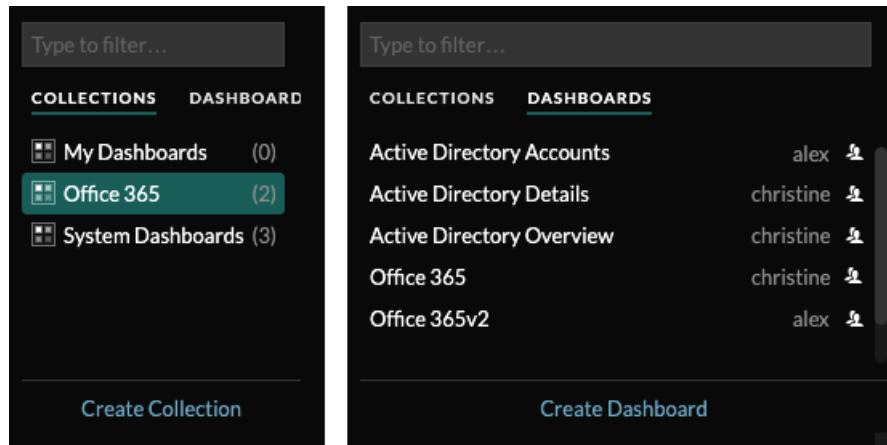 Type to filter...
COLLECTIONS DASHBOARD
My Dashboards (0)
Office 365 (2)
System Dashboards (3)
Create Collection
Type to filter...
COLLECTIONS DASHBOARDS
Active Directory Accounts alex
Active Directory Details christine
Active Directory Overview christine
Office 365 christine
Office 365v2 alex
Create Dashboard